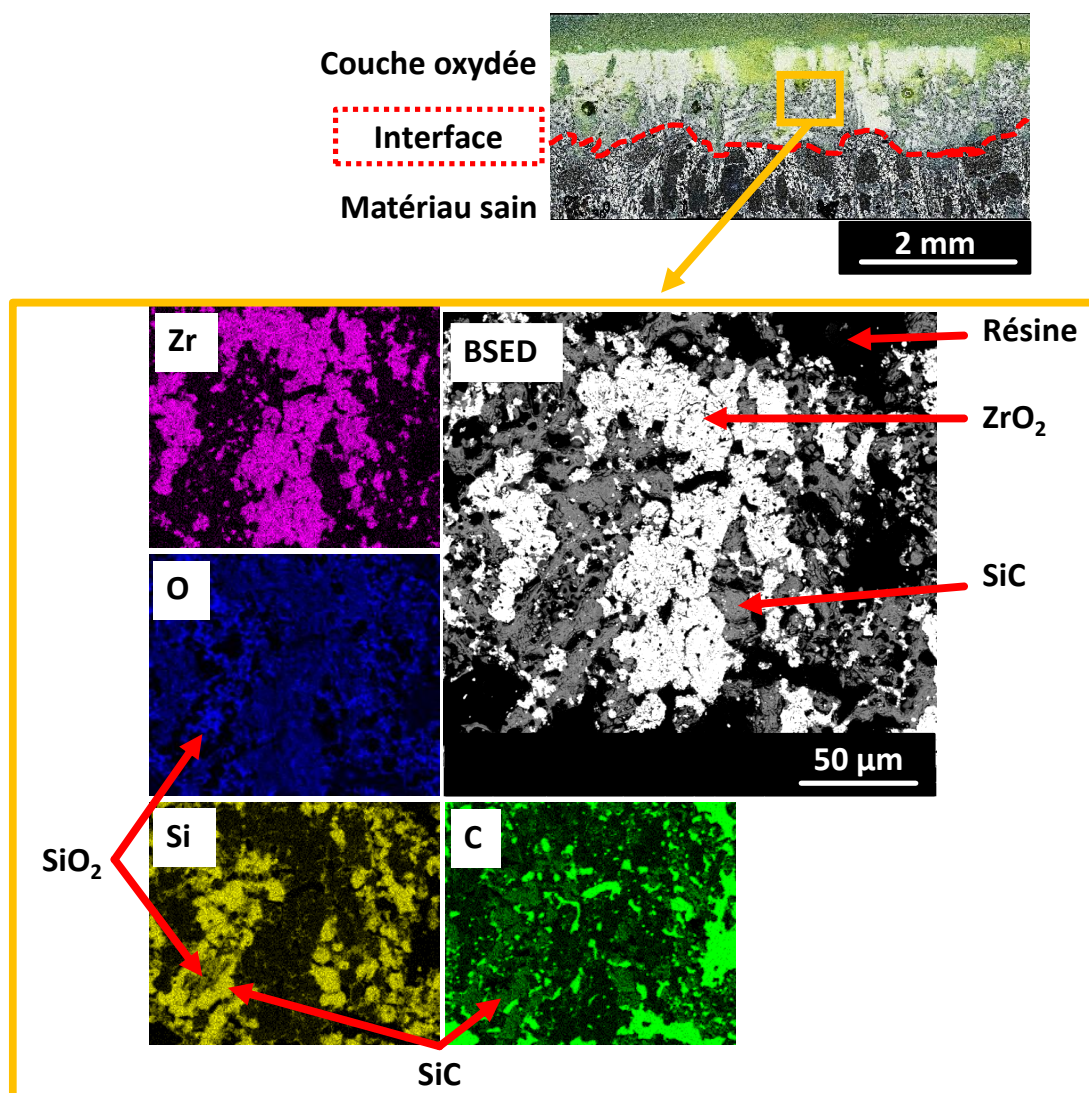 Couche oxydée
Interface
Matériau sain
2 mm
Zr
BSED
Résine
ZrO₂
O
SiC
50 µm
Si
C
SiO₂
SiC